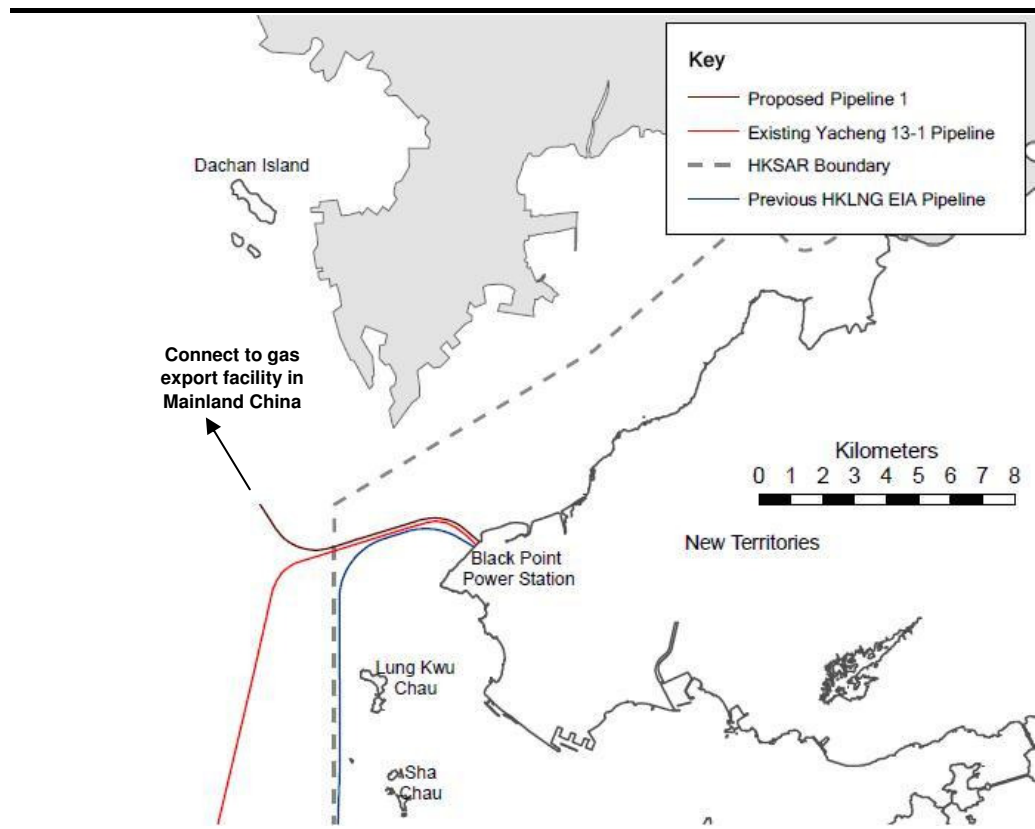 Key
Proposed Pipeline 1
Existing Yacheng 13-1 Pipeline
HKSAR Boundary
Previous HKLNG EIA Pipeline
Dachan Island
Connect to gas
export facility in
Mainland China
Kilometers
0 1 2 3 4 5 6 7 8
New Territories
Black Point
Power Station
Lung Kwu
Chau
Sha
Chau